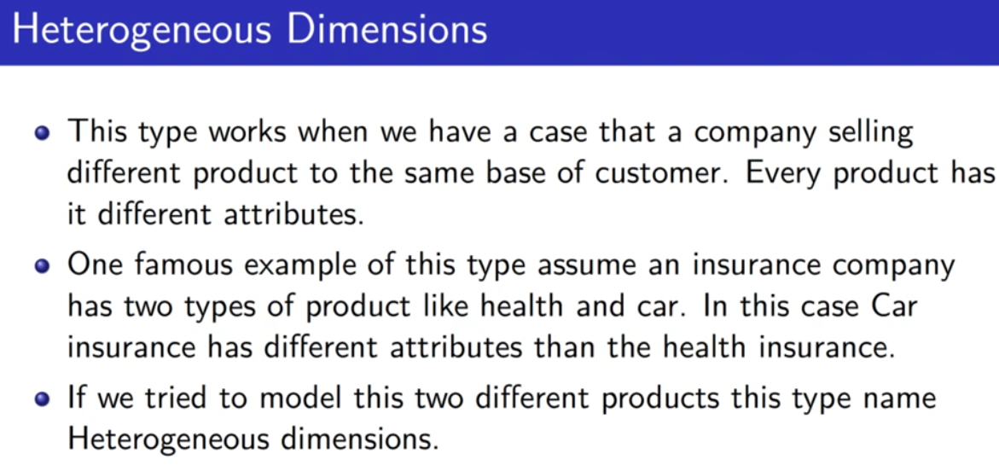 Heterogeneous Dimensions
This type works when we have a case that a company selling
different product to the same base of customer. Every product has
it different attributes.
One famous example of this type assume an insurance company
has two types of product like health and car. In this case Car
insurance has different attributes than the health insurance.
If we tried to model this two different products this type name
Heterogeneous dimensions.